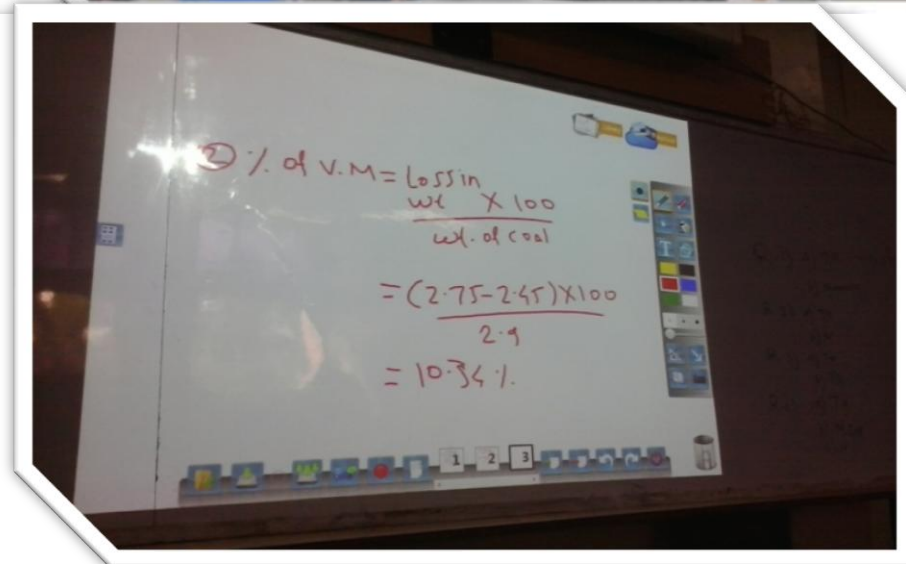 ② % of V.M = Loss in
wt X 100
wt. of coal
= (2.75-2.45)X100
2.9
= 10.34 %.
1 2 3